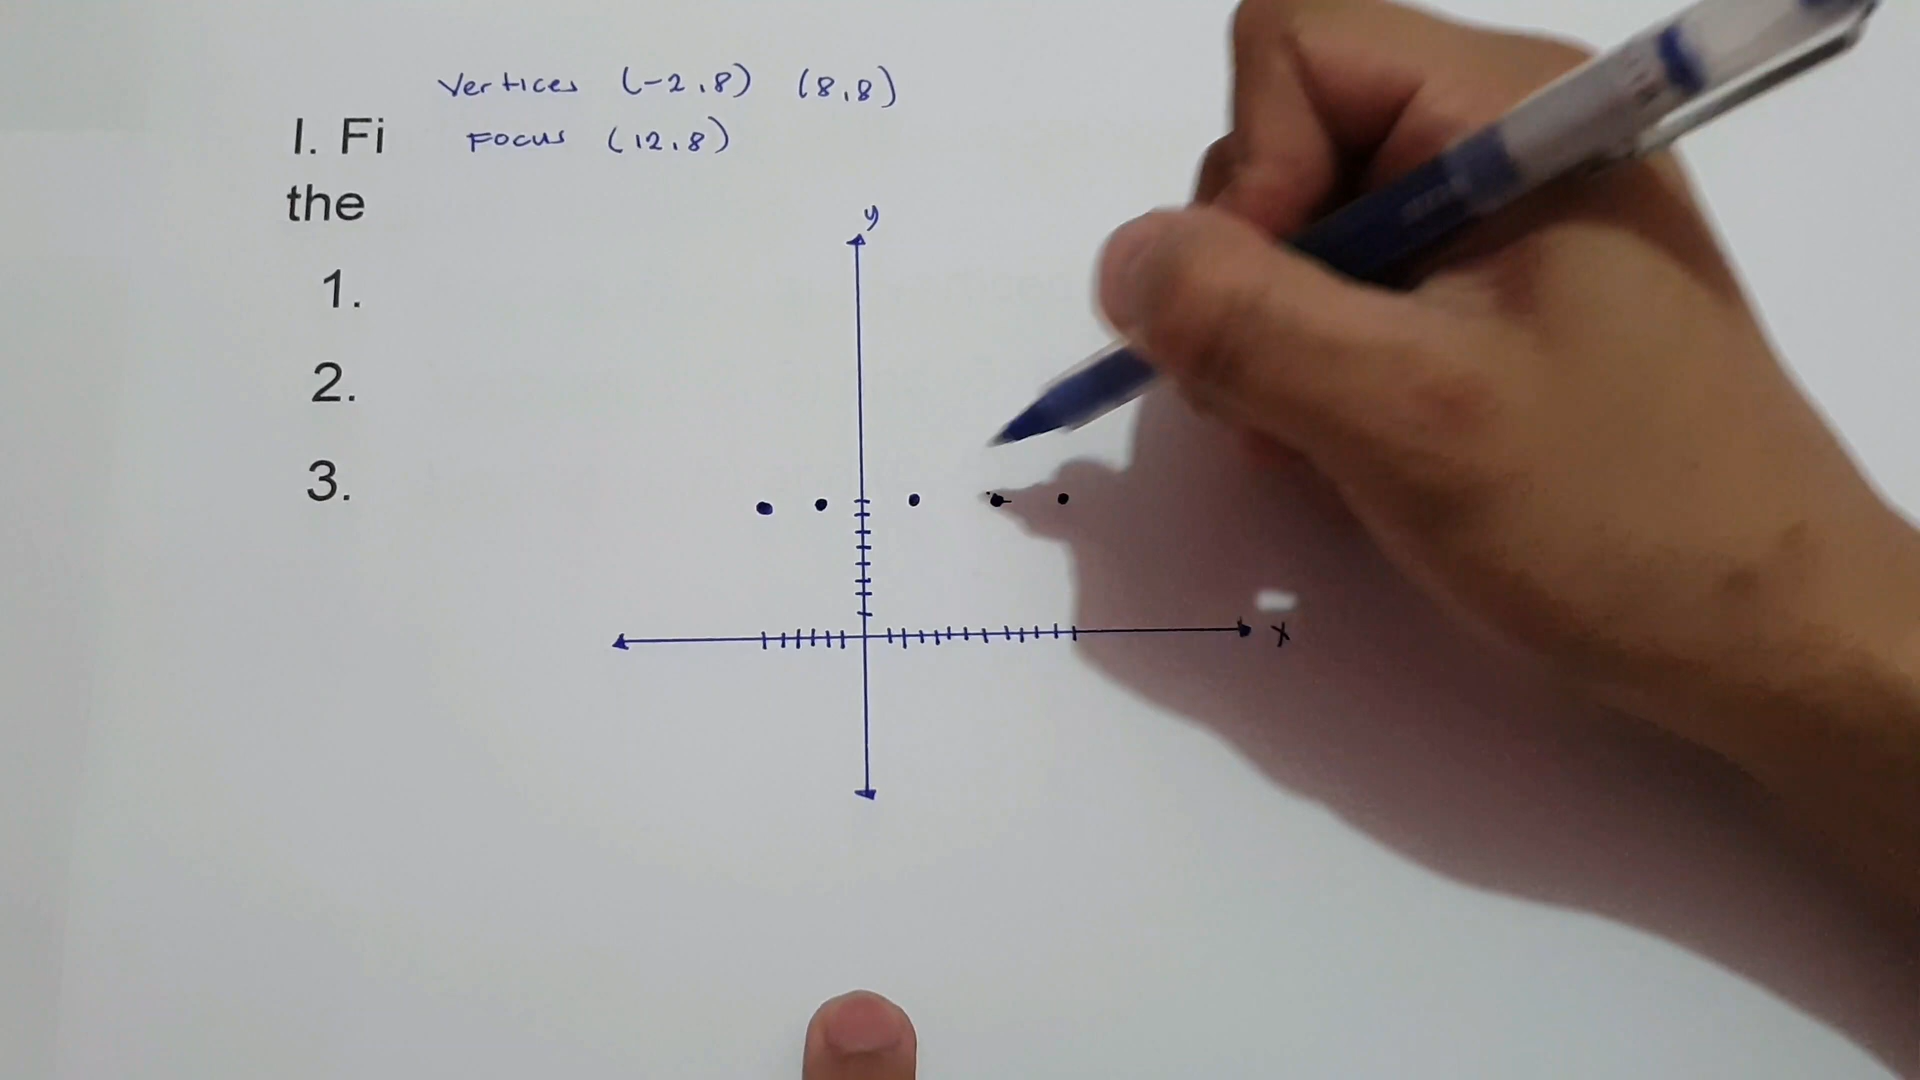 Vertices (-2,8) (8,8)
I. Fi
Focus (12,8)
the
1.
2.
3.
y
x